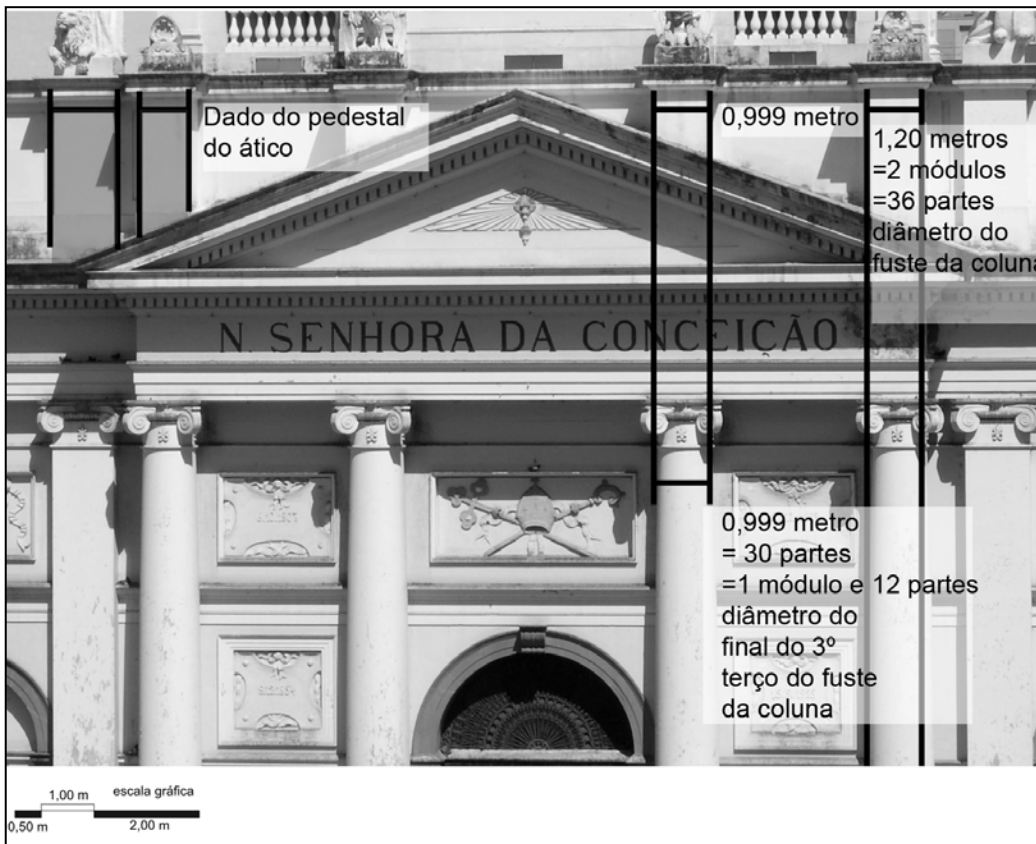 Dado do pedestal
do ático
0,999 metro
1,20 metros
=2 módulos
=36 partes
diâmetro do
fuste da coluna
N. SENHORA DA CONCEIÇÃO
0,999 metro
= 30 partes
=1 módulo e 12 partes
diâmetro do
final do 3º
terço do fuste
da coluna
1,00 m
escala gráfica
0,50 m
2,00 m